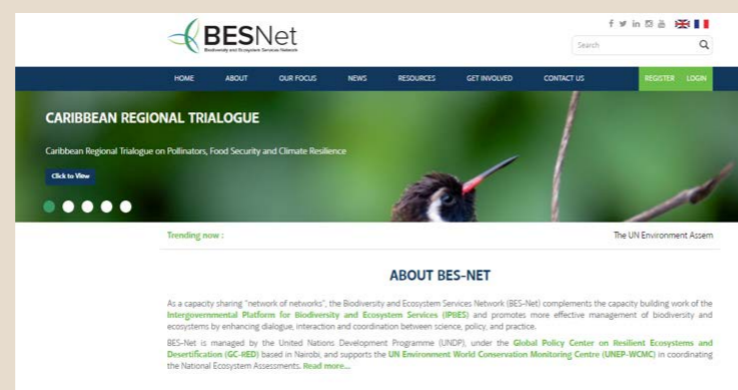 BESNet
Biodiversity and Ecosystem Services Network
Search
HOME ABOUT OUR FOCUS NEWS RESOURCES GET INVOLVED CONTACT US REGISTER LOGIN
CARIBBEAN REGIONAL TRIALOGUE
Caribbean Regional Trialogue on Pollinators, Food Security and Climate Resilience
Click to View
Trending now :
The UN Environment Assem
ABOUT BES-NET
As a capacity sharing "network of networks", the Biodiversity and Ecosystem Services Network (BES-Net) complements the capacity building work of the
Intergovernmental Platform for Biodiversity and Ecosystem Services (IPBES) and promotes more effective management of biodiversity and
ecosystems by enhancing dialogue, interaction and coordination between science, policy, and practice.
BES-Net is managed by the United Nations Development Programme (UNDP), under the Global Policy Center on Resilient Ecosystems and
Desertification (GC-RED) based in Nairobi, and supports the UN Environment World Conservation Monitoring Centre (UNEP-WCMC) in coordinating
the National Ecosystem Assessments. Read more...